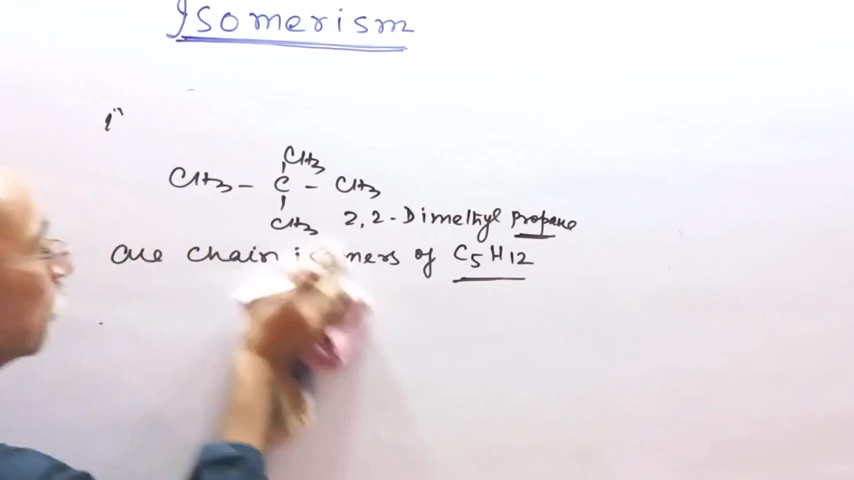 Isomerism
CH3
CH3 - C - CH3
CH3 2,2-Dimethyl Propane
are chain isomers of C5H12